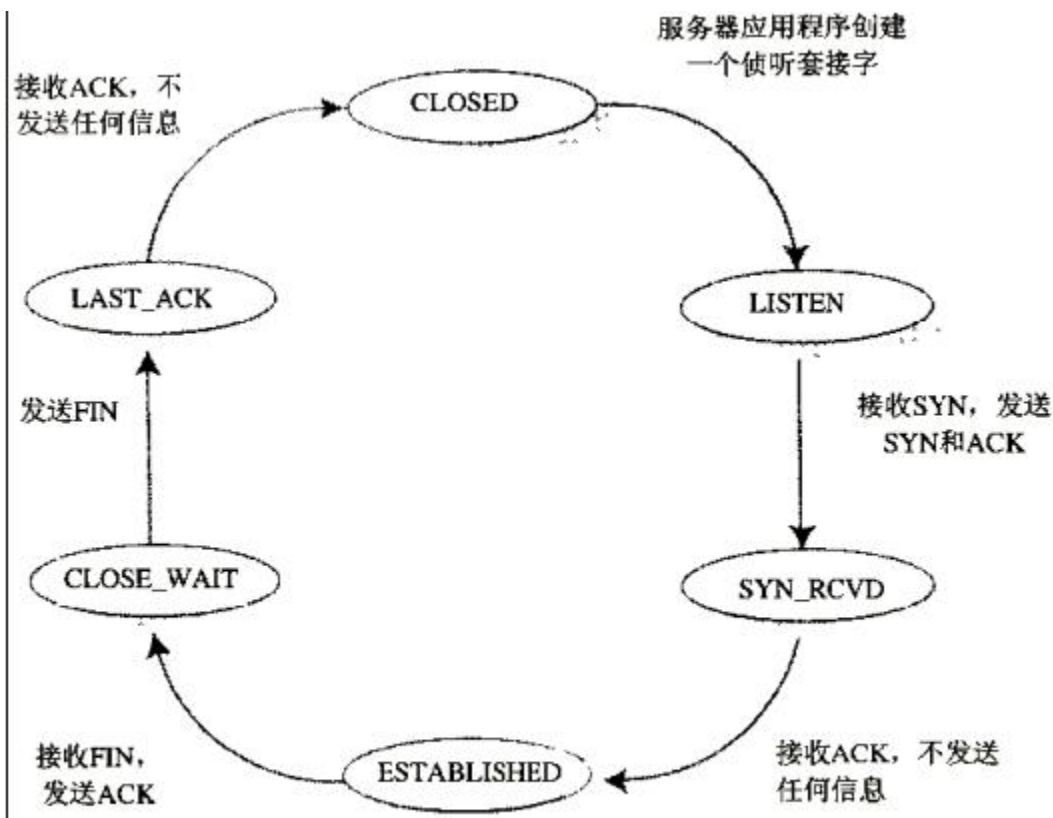 服务器应用程序创建
一个侦听套接字
接收ACK，不
发送任何信息
CLOSED
LAST_ACK
LISTEN
发送FIN
接收SYN，发送
SYN和ACK
CLOSE_WAIT
SYN_RCVD
接收FIN，
发送ACK
ESTABLISHED
接收ACK，不发送
任何信息